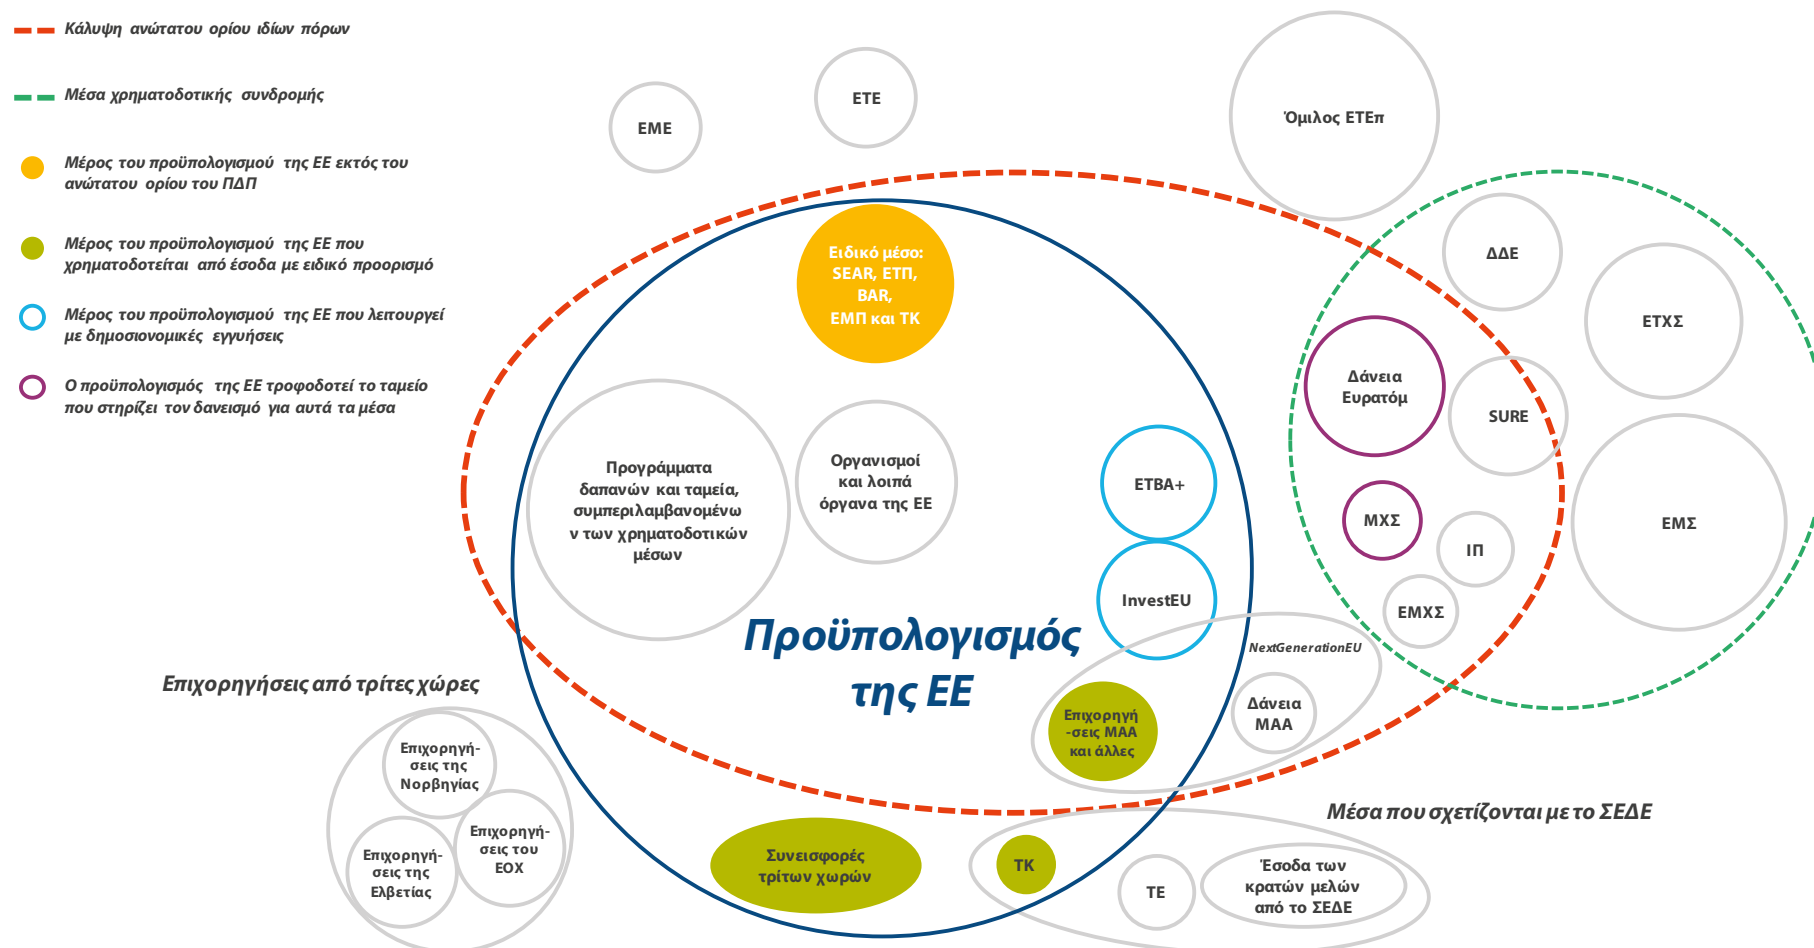 Κάλυψη ανώτατου ορίου ιδίων πόρων
Μέσα χρηματοδοτικής συνδρομής
Μέρος του προϋπολογισμού της ΕΕ εκτός του
ανώτατου ορίου του ΠΔΠ
Μέρος του προϋπολογισμού της ΕΕ που
χρηματοδοτείται από έσοδα με ειδικό προορισμό
Μέρος του προϋπολογισμού της ΕΕ που λειτουργεί
με δημοσιονομικές εγγυήσεις
Ο προϋπολογισμός της ΕΕ τροφοδοτεί το ταμείο
που στηρίζει τον δανεισμό για αυτά τα μέσα
ΕΜΕ
ΕΤΕ
Όμιλος ΕΤΕπ
Ειδικό μέσο:
SEAR, ΕΤΠ,
BAR,
ΕΜΠ και ΤΚ
ΔΔΕ
ΕΤΧΣ
Δάνεια
Ευρατόμ
SURE
ΕΜΣ
ΜΧΣ
ΙΠ
ΕΜΧΣ
Προγράμματα
δαπανών και ταμεία,
συμπεριλαμβανομένω
ν των χρηματοδοτικών
μέσων
Οργανισμοί
και λοιπά
όργανα της ΕΕ
ΕΤΒΑ+
InvestEU
Προϋπολογισμός
της ΕΕ
NextGenerationEU
Επιχορηγή
-σεις ΜΑΑ
και άλλες
Δάνεια
ΜΑΑ
Επιχορηγήσεις από τρίτες χώρες
Επιχορηγή-
σεις της
Νορβηγίας
Επιχορηγή-
σεις του
ΕΟΧ
Επιχορηγή-
σεις της
Ελβετίας
Συνεισφορές
τρίτων χωρών
Μέσα που σχετίζονται με το ΣΕΔΕ
ΤΚ
ΤΕ
Έσοδα των
κρατών μελών
από το ΣΕΔΕ